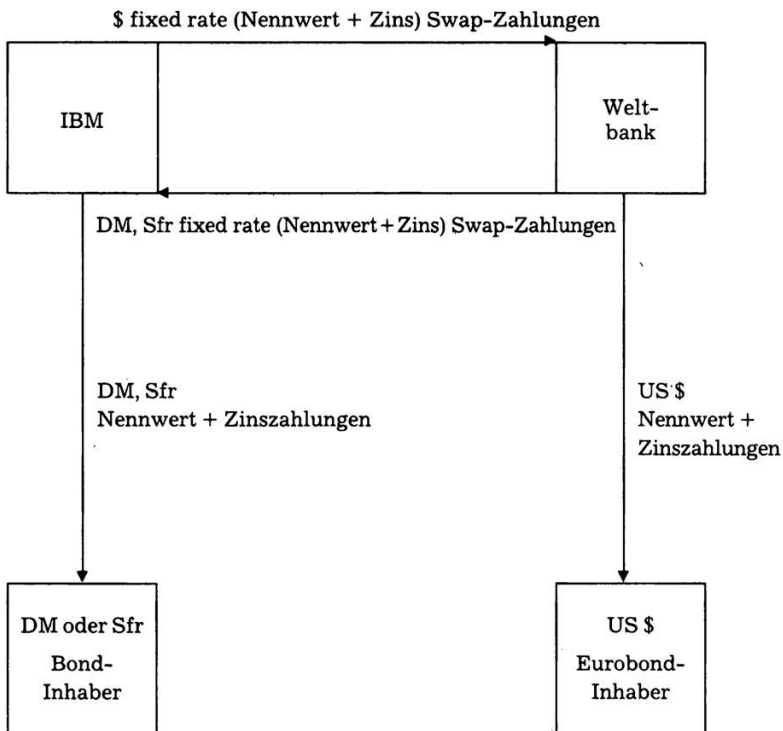 $ fixed rate (Nennwert + Zins) Swap-Zahlungen
IBM
Welt-
bank
DM, Sfr fixed rate (Nennwert + Zins) Swap-Zahlungen
DM, Sfr
Nennwert + Zinszahlungen
US $
Nennwert +
Zinszahlungen
DM oder Sfr
Bond-
Inhaber
US $
Eurobond-
Inhaber